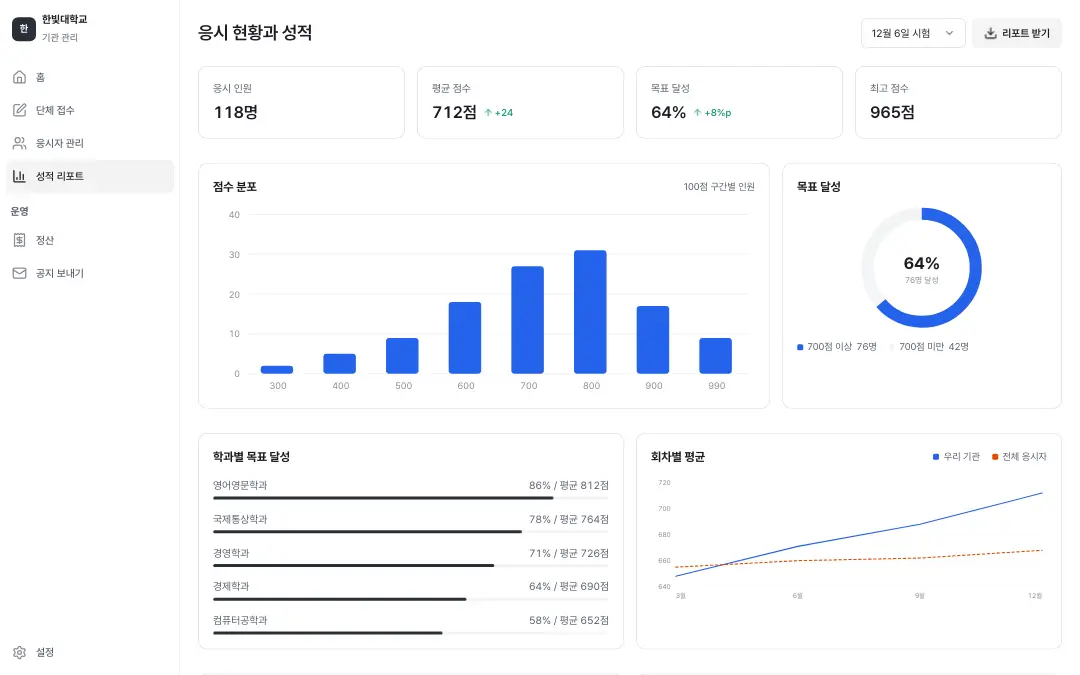 한
한빛대학교
기관 관리
홈
단체 접수
응시자 관리
성적 리포트
운영
정산
공지 보내기
설정
응시 현황과 성적
12월 6일 시험
리포트 받기
응시 인원
118명
평균 점수
712점 ↑ +24
목표 달성
64% ↑ +8%p
최고 점수
965점
점수 분포
100점 구간별 인원
40
30
20
10
0
300 400 500 600 700 800 900 990
목표 달성
64%
76명 달성
700점 이상 76명 700점 미만 42명
학과별 목표 달성
영어영문학과 86% / 평균 812점
국제통상학과 78% / 평균 764점
경영학과 71% / 평균 726점
경제학과 64% / 평균 690점
컴퓨터공학과 58% / 평균 652점
회차별 평균
우리 기관 전체 응시자
720
700
680
660
640
3월 6월 9월 12월